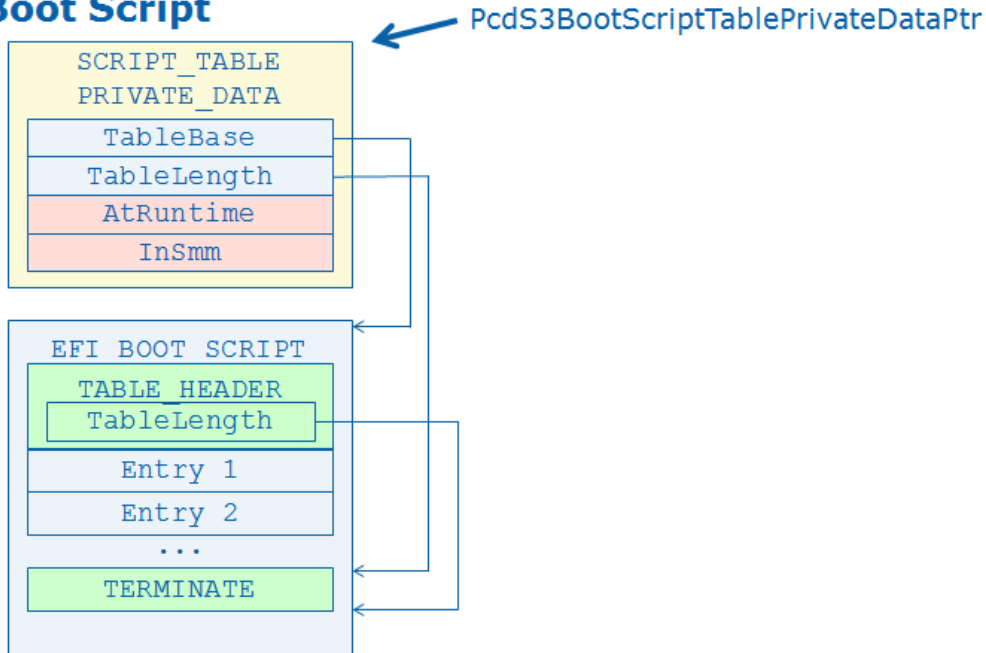 Boot Script
PcdS3BootScriptTablePrivateDataPtr
SCRIPT_TABLE
PRIVATE_DATA
TableBase
TableLength
AtRuntime
InSmm
EFI BOOT SCRIPT
TABLE_HEADER
TableLength
Entry 1
Entry 2
...
TERMINATE